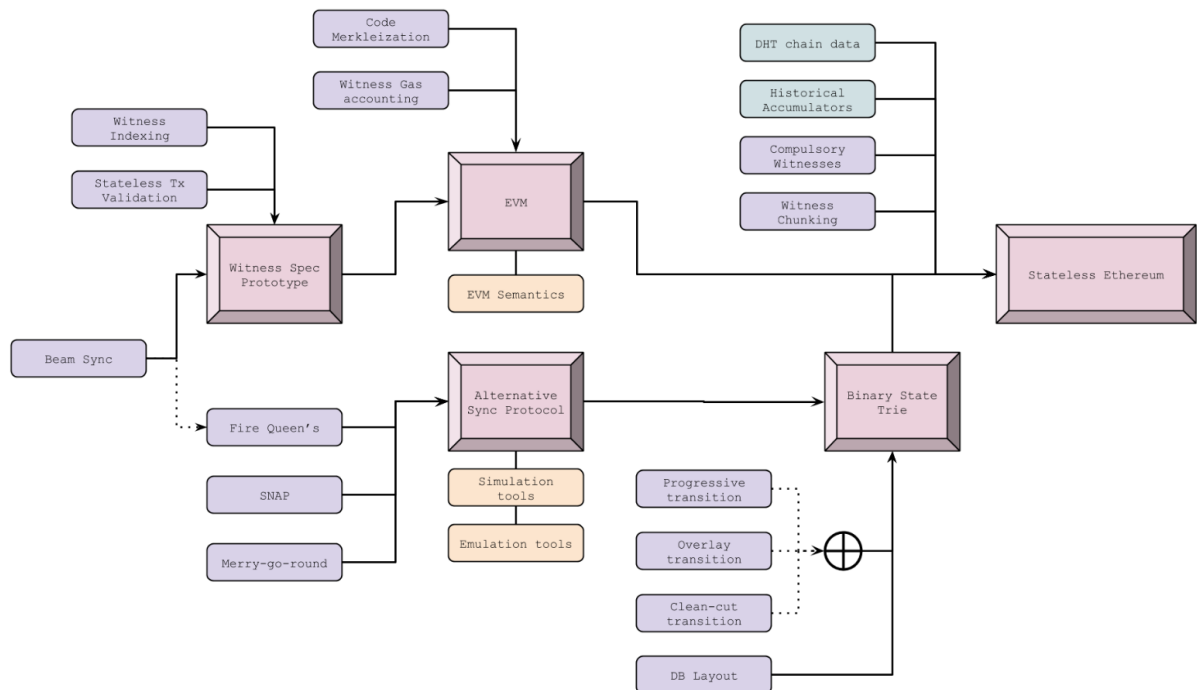 Code
Merkleization
Witness Gas
accounting
DHT chain data
Historical
Accumulators
Compulsory
Witnesses
Witness
Chunking
Witness
Indexing
Stateless Tx
Validation
EVM
Witness Spec
Prototype
Stateless Ethereum
EVM Semantics
Beam Sync
Alternative
Sync Protocol
Binary State
Trie
Fire Queen’s
SNAP
Merry-go-round
Simulation
tools
Emulation tools
Progressive
transition
Overlay
transition
Clean-cut
transition
DB Layout